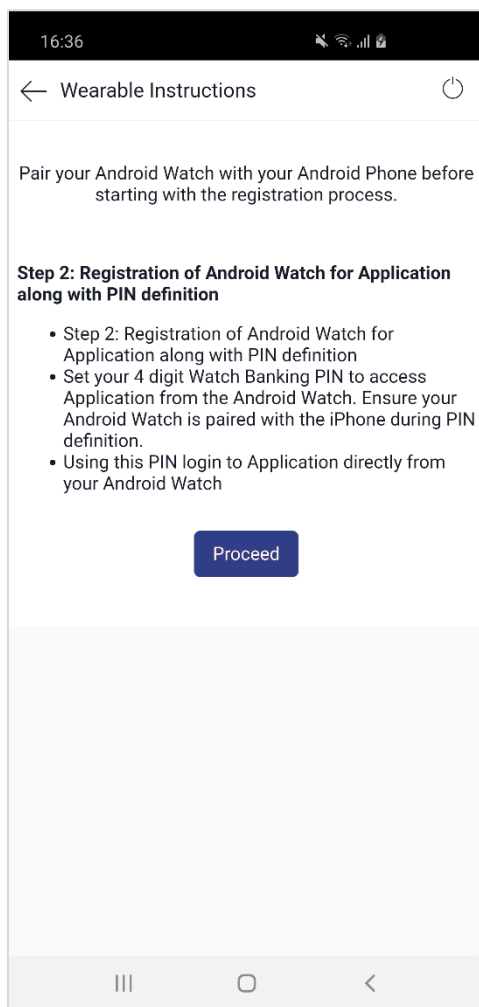 16:36
Wearable Instructions
Pair your Android Watch with your Android Phone before
starting with the registration process.
Step 2: Registration of Android Watch for Application
along with PIN definition
• Step 2: Registration of Android Watch for
Application along with PIN definition
• Set your 4 digit Watch Banking PIN to access
Application from the Android Watch. Ensure your
Android Watch is paired with the iPhone during PIN
definition.
• Using this PIN login to Application directly from
your Android Watch
Proceed